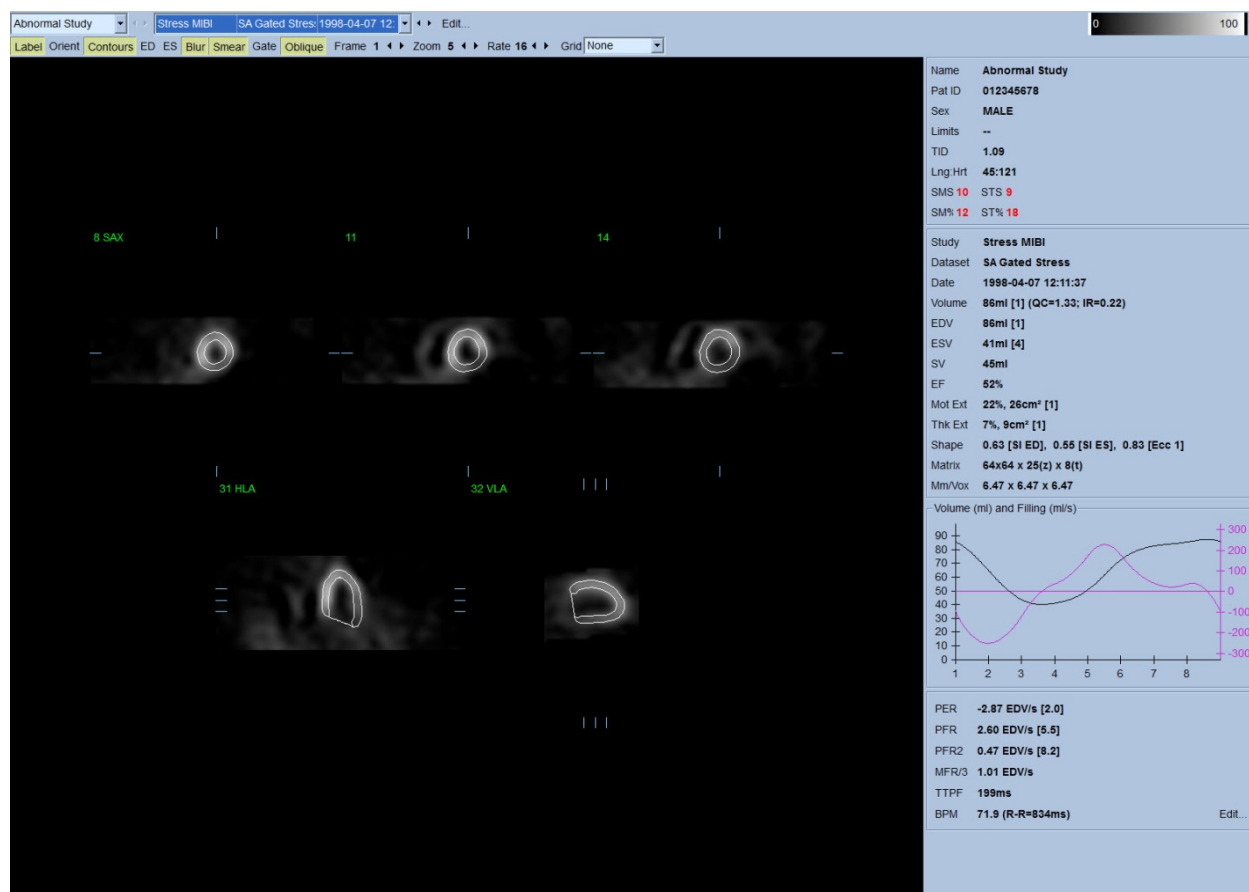 Abnormal Study Stress MIBI SA Gated Stres: 1998-04-07 12 Edit... 0 100
Label Orient Contours ED ES Blur Smear Gate Oblique Frame 1 Zoom 5 Rate 16 Grid None
Name Abnormal Study
Pat ID 012345678
Sex MALE
Limits --
TID 1.09
Lng:Hrt 45:121
SMS 10 STS 9
SM% 12 ST% 18
8 SAX 11 14
31 HLA 32 VLA
Study Stress MIBI
Dataset SA Gated Stress
Date 1998-04-07 12:11:37
Volume 86ml [1] (QC=1.33; IR=0.22)
EDV 86ml [1]
ESV 41ml [4]
SV 45ml
EF 52%
Mot Ext 22%, 26cm² [1]
Thk Ext 7%, 9cm² [1]
Shape 0.63 [SI ED], 0.55 [SI ES], 0.83 [Ecc 1]
Matrix 64x64 x 25(z) x 8(t)
Mm/Vox 6.47 x 6.47 x 6.47
Volume (ml) and Filling (ml/s)
90
80
70
60
50
40
30
20
10
0
300
200
100
0
-100
-200
-300
1 2 3 4 5 6 7 8
PER -2.87 EDV/s [2.0]
PFR 2.60 EDV/s [5.5]
PFR2 0.47 EDV/s [8.2]
MFR/3 1.01 EDV/s
TTPF 199ms
BPM 71.9 (R-R=834ms) Edit...